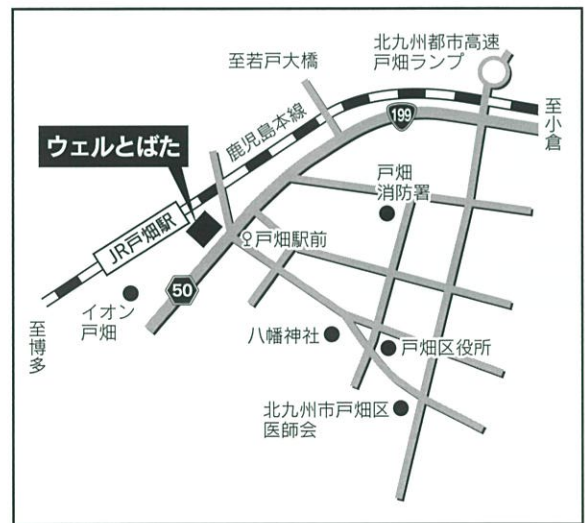 北九州都市高速
戸畑ランプ
至若戸大橋
至小倉
199
鹿児島本線
ウェルとばた
戸畑
消防署
JR戸畑駅
戸畑駅前
50
イオン
戸畑
至博多
八幡神社
戸畑区役所
北九州市戸畑区
医師会